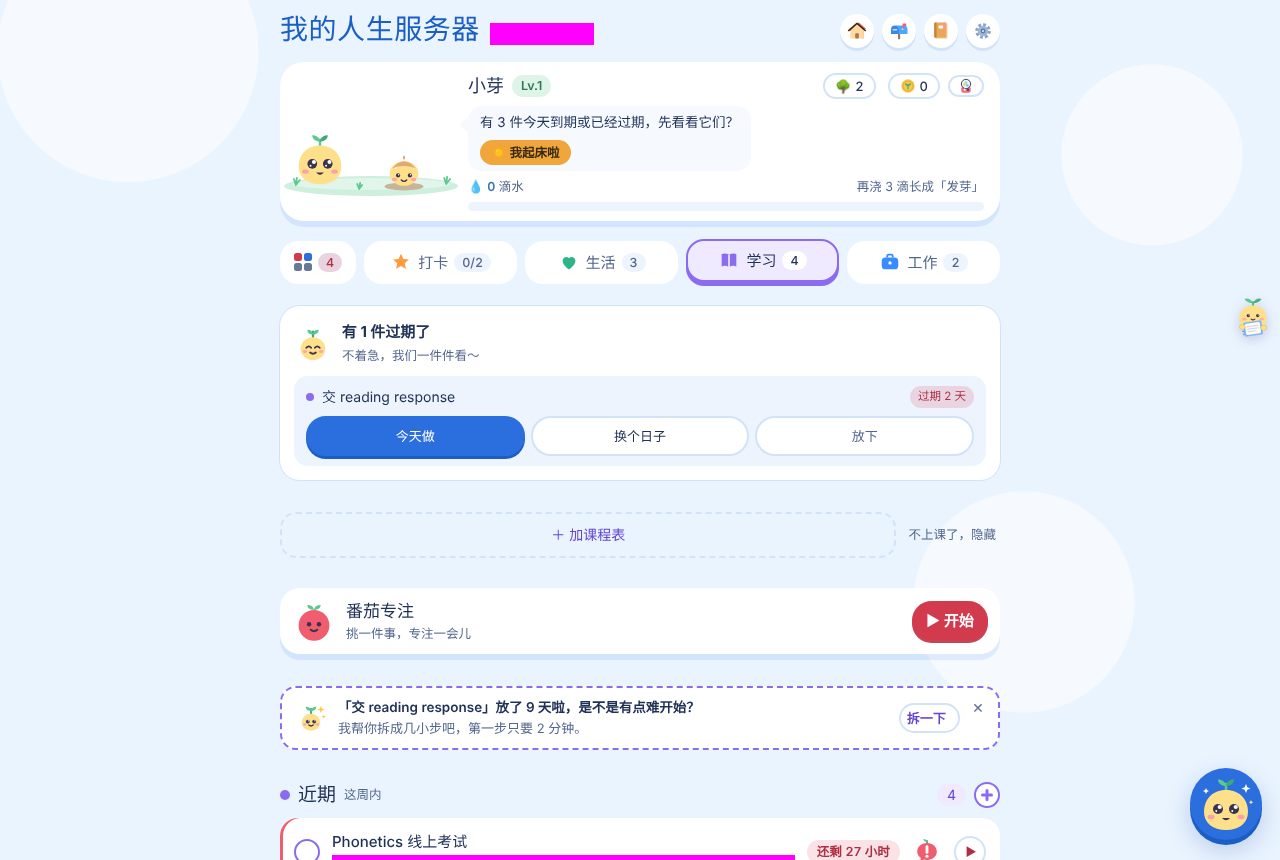 我的人生服务器
小芽 Lv.1 2 0
有 3 件今天到期或已经过期，先看看它们？
我起床啦
0 滴水 再浇 3 滴长成「发芽」
4 打卡 0/2 生活 3 学习 4 工作 2
有 1 件过期了
不着急，我们一件件看～
交 reading response 过期 2 天
今天做 换个日子 放下
＋ 加课程表 不上课了，隐藏
番茄专注
挑一件事，专注一会儿
▶ 开始
「交 reading response」放了 9 天啦，是不是有点难开始？
我帮你拆成几小步吧，第一步只要 2 分钟。
拆一下 ✕
近期 这周内 4
Phonetics 线上考试
还剩 27 小时